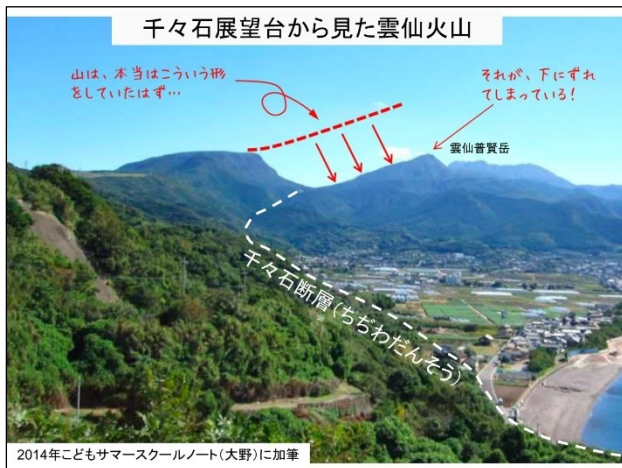 千々石展望台から見た雲仙火山
山は、本当はこういう形
をしていたはず…
それが、下にずれ
てしまっている!
雲仙普賢岳
千々石断層(ちぢわだんそう)
2014年こどもサマースクールノート(大野)に加筆